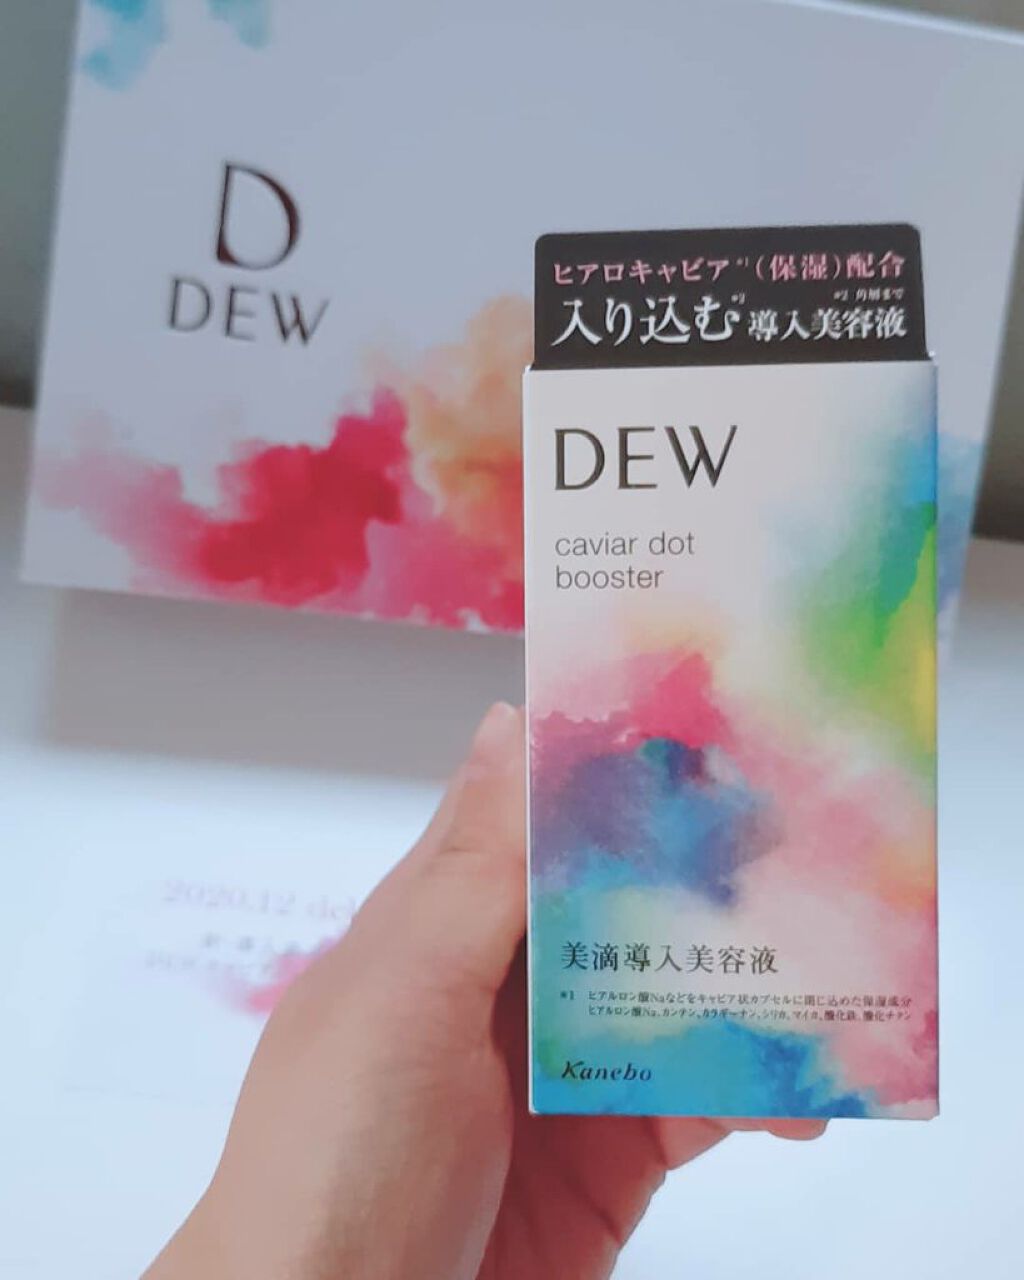 D
DEW
ヒアロキャビア*1(保湿)配合
*2 角層まで
入り込む*2導入美容液
DEW
caviar dot
booster
美滴導入美容液
*1 ヒアルロン酸Naなどをキャビア状カプセルに閉じ込めた保湿成分
ヒアルロン酸Na、カンテン、カラギーナン、シリカ、マイカ、酸化鉄、酸化チタン
Kanebo
2020.12